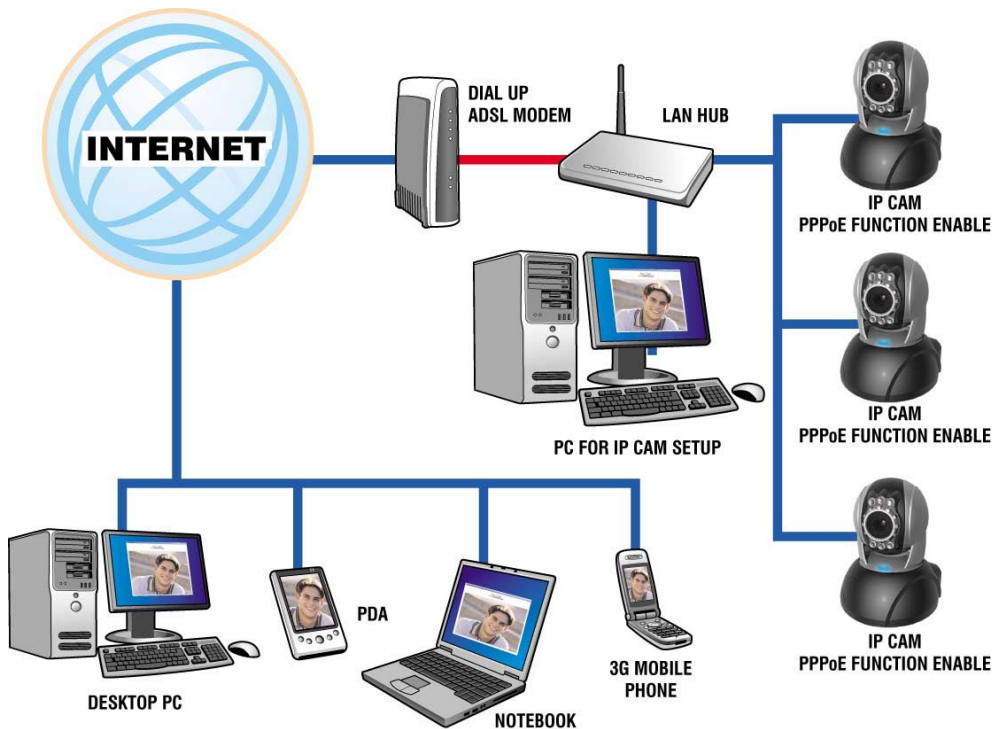 INTERNET
DIAL UP
ADSL MODEM
LAN HUB
IP CAM
PPPoE FUNCTION ENABLE
IP CAM
PPPoE FUNCTION ENABLE
PC FOR IP CAM SETUP
IP CAM
PPPoE FUNCTION ENABLE
DESKTOP PC
PDA
NOTEBOOK
3G MOBILE
PHONE